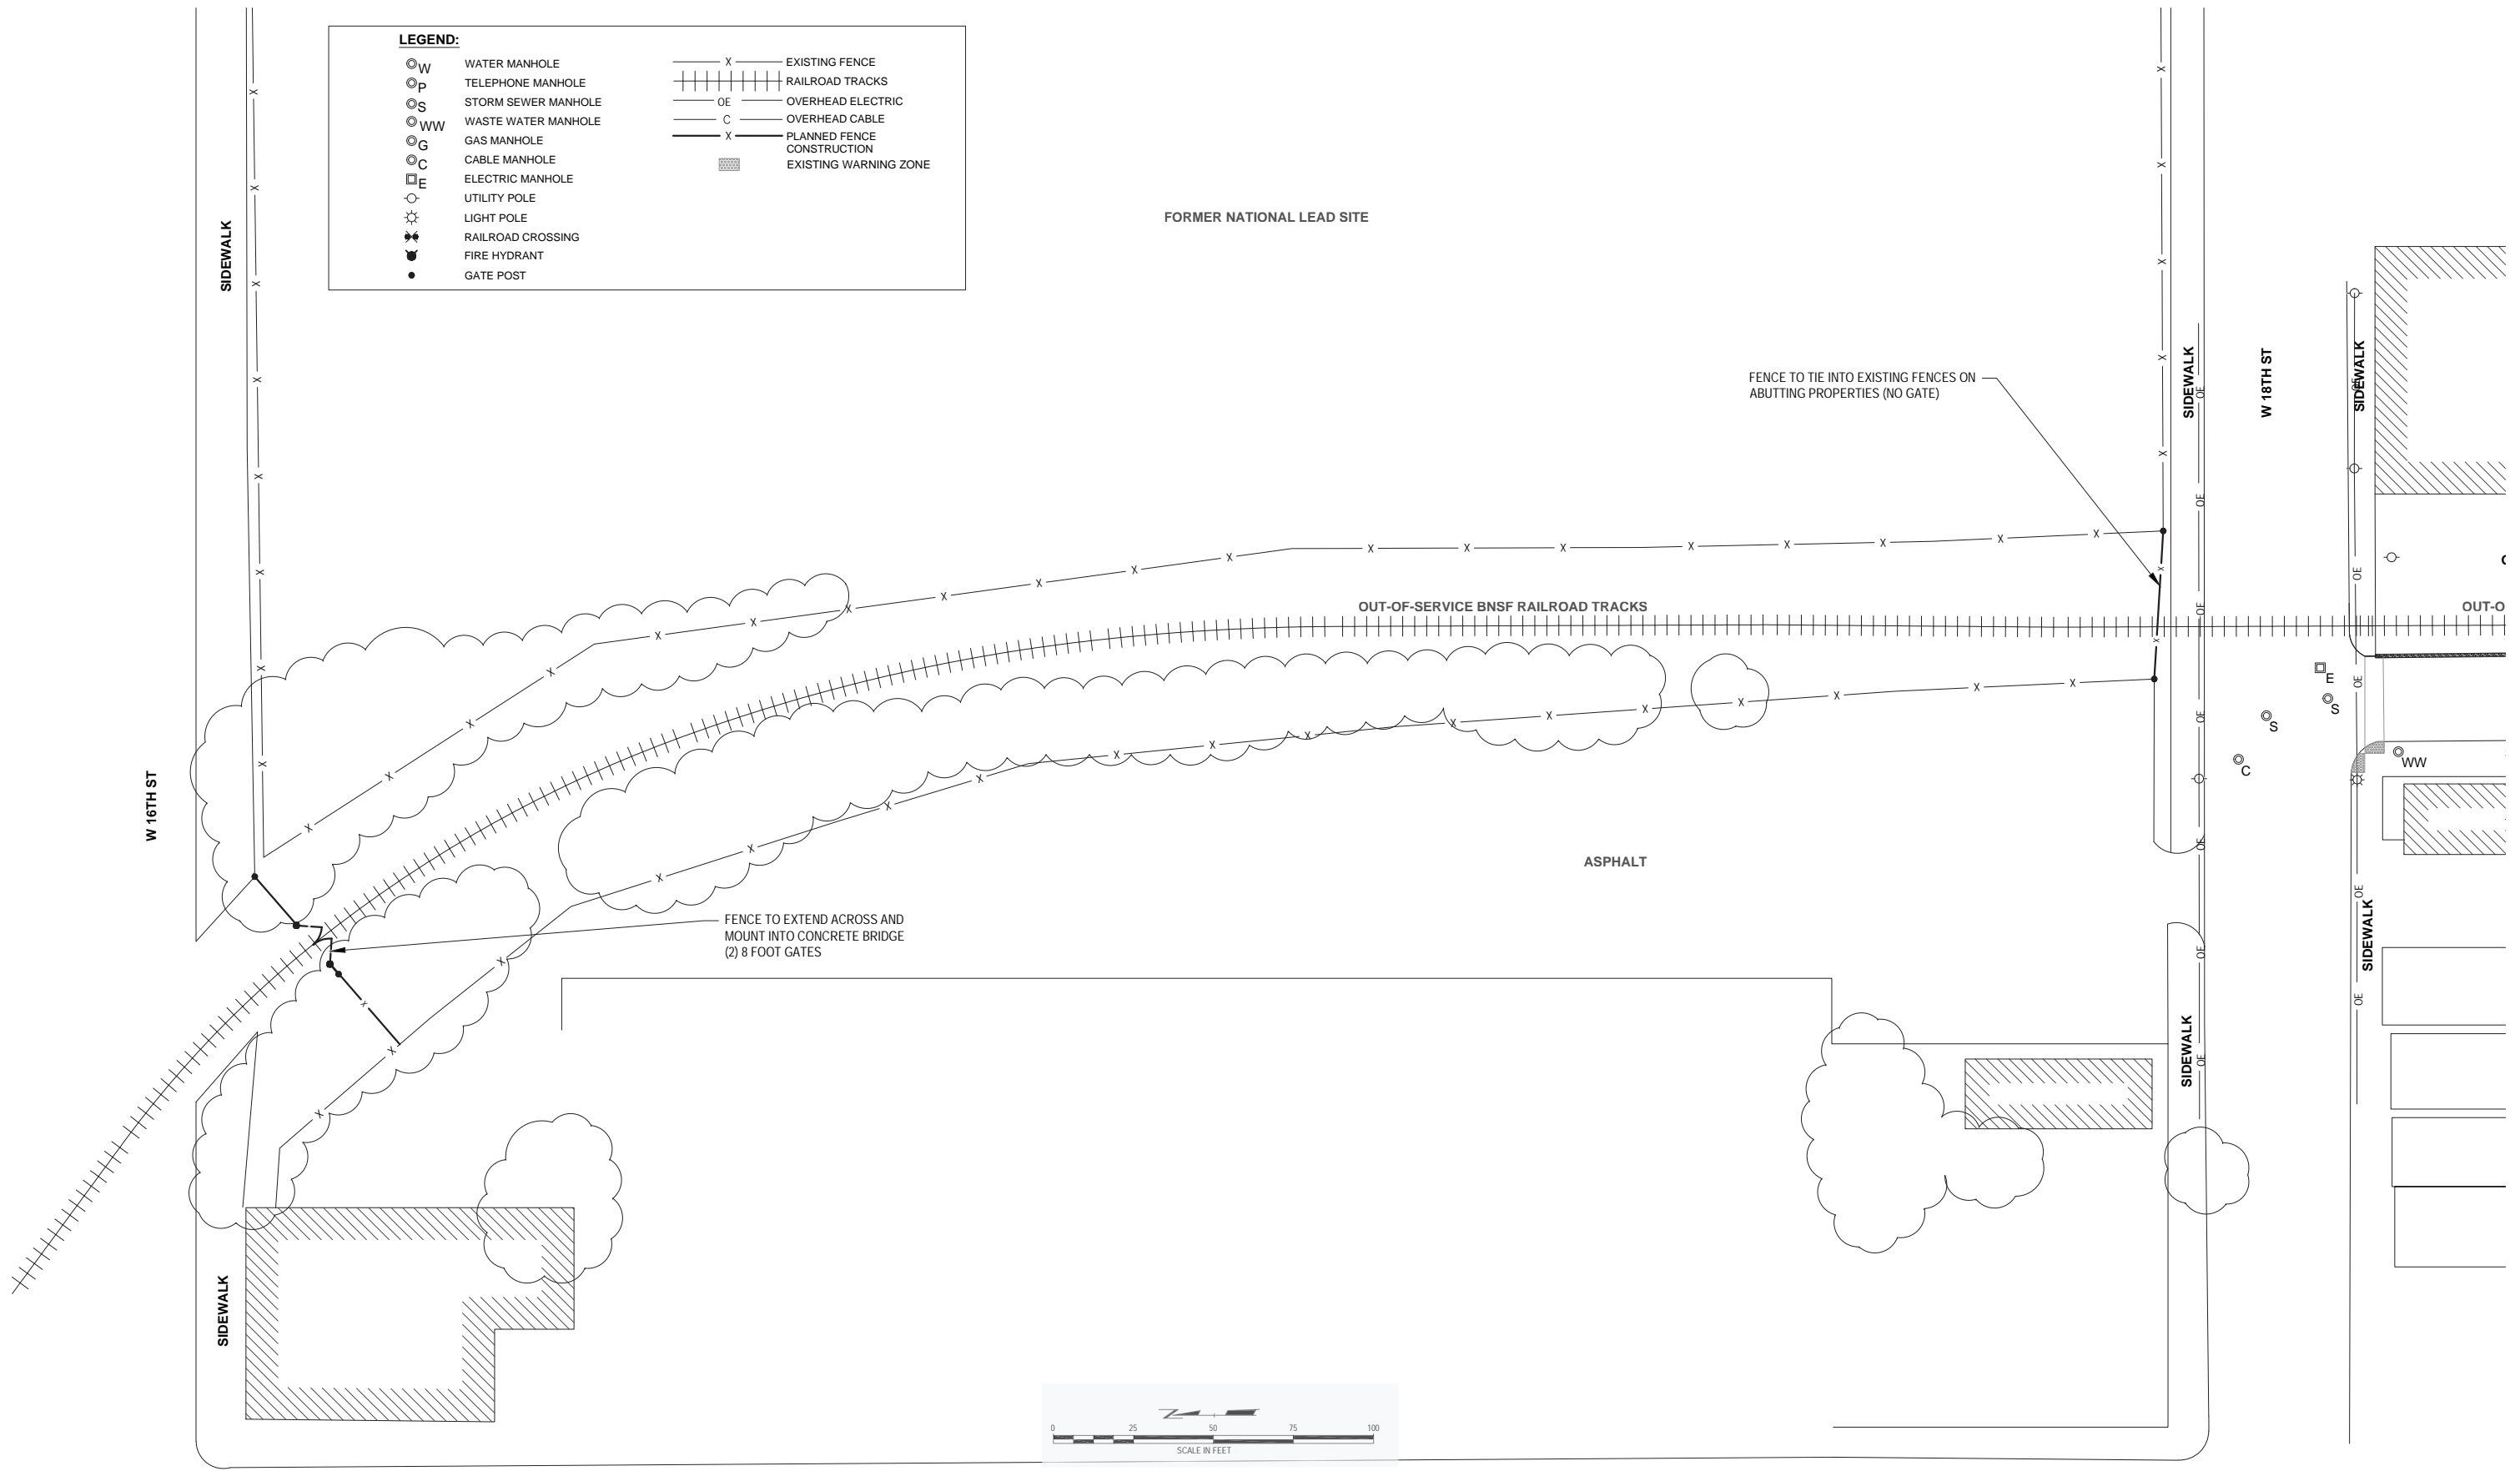 LEGEND:
W WATER MANHOLE
P TELEPHONE MANHOLE
S STORM SEWER MANHOLE
WW WASTE WATER MANHOLE
G GAS MANHOLE
C CABLE MANHOLE
E ELECTRIC MANHOLE
UTILITY POLE
LIGHT POLE
RAILROAD CROSSING
FIRE HYDRANT
GATE POST
X EXISTING FENCE
RAILROAD TRACKS
OE OVERHEAD ELECTRIC
C OVERHEAD CABLE
X PLANNED FENCE
CONSTRUCTION
EXISTING WARNING ZONE
SIDEWALK
FORMER NATIONAL LEAD SITE
FENCE TO TIE INTO EXISTING FENCES ON
ABUTTING PROPERTIES (NO GATE)
SIDEWALK
W 18TH ST
SIDEWALK
OUT-OF-SERVICE BNSF RAILROAD TRACKS
OUT-O
E
S
S
C
WW
W 16TH ST
ASPHALT
FENCE TO EXTEND ACROSS AND
MOUNT INTO CONCRETE BRIDGE
(2) 8 FOOT GATES
SIDEWALK
SIDEWALK
SIDEWALK
0 25 50 75 100
SCALE IN FEET